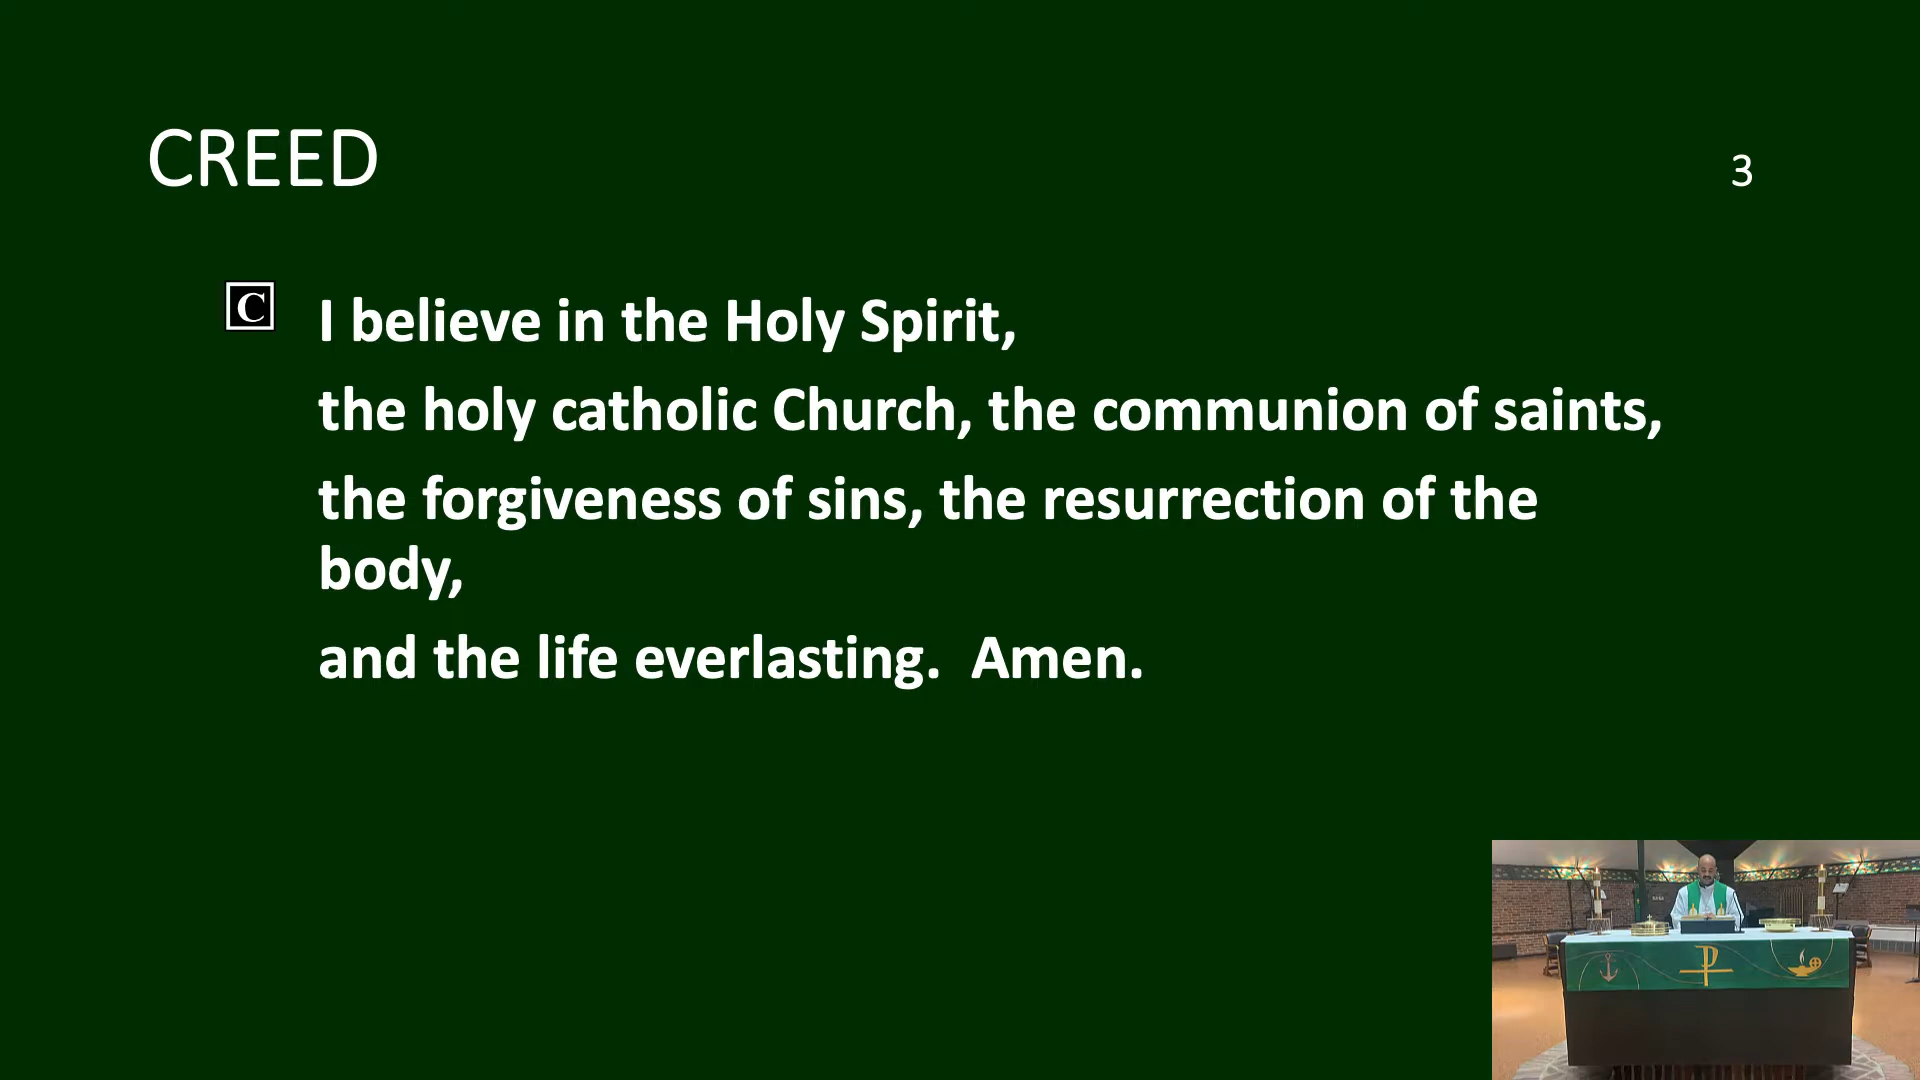 CREED
3
C
I believe in the Holy Spirit,
the holy catholic Church, the communion of saints,
the forgiveness of sins, the resurrection of the
body,
and the life everlasting.  Amen.